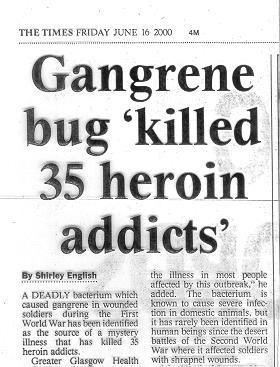 THE TIMES FRIDAY JUNE 16 2000 4M
Gangrene
bug ‘killed
35 heroin
addicts’
By Shirley English
A DEADLY bacterium which
caused gangrene in wounded
soldiers during the First
World War has been identified
as the source of a mystery
illness that has killed 35
heroin addicts.
Greater Glasgow Health
the illness in most people
affected by this outbreak,” he
added. The bacterium is
known to cause severe infec-
tion in domestic animals, but
it has rarely been identified in
human beings since the desert
battles of the Second World
War where it affected soldiers
with shrapnel wounds.